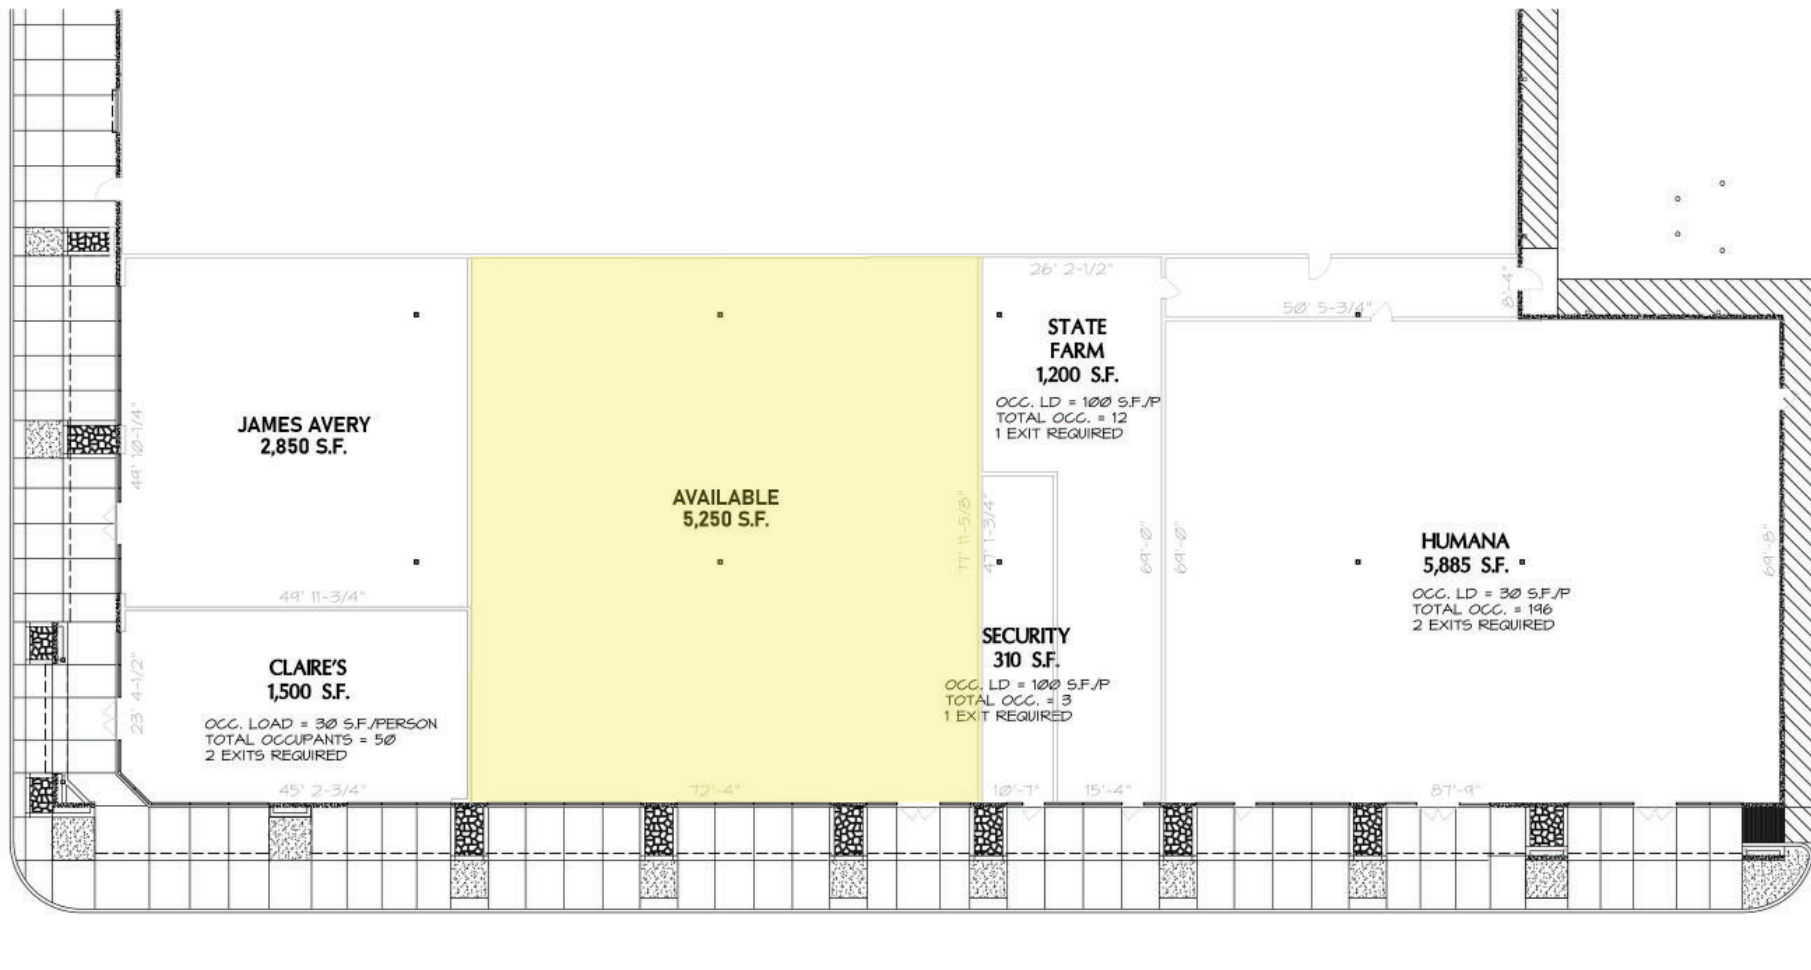 26' 2-1/2"
50' 5-3/4"
8'-4"
STATE
FARM
1,200 S.F.
OCC. LD = 100 S.F./P
TOTAL OCC. = 12
1 EXIT REQUIRED
JAMES AVERY
2,850 S.F.
49' 10-1/4"
49' 11-3/4"
AVAILABLE
5,250 S.F.
77' 11-5/8"
47' 1-3/4"
69'-0"
69'-0"
HUMANA
5,885 S.F.
OCC. LD = 30 S.F./P
TOTAL OCC. = 196
2 EXITS REQUIRED
69'-8"
SECURITY
310 S.F.
OCC. LD = 100 S.F./P
TOTAL OCC. = 3
1 EXIT REQUIRED
CLAIRE'S
1,500 S.F.
OCC. LOAD = 30 S.F./PERSON
TOTAL OCCUPANTS = 50
2 EXITS REQUIRED
23' 4-1/2"
45' 2-3/4"
72'-4"
10'-7"
15'-4"
87'-9"